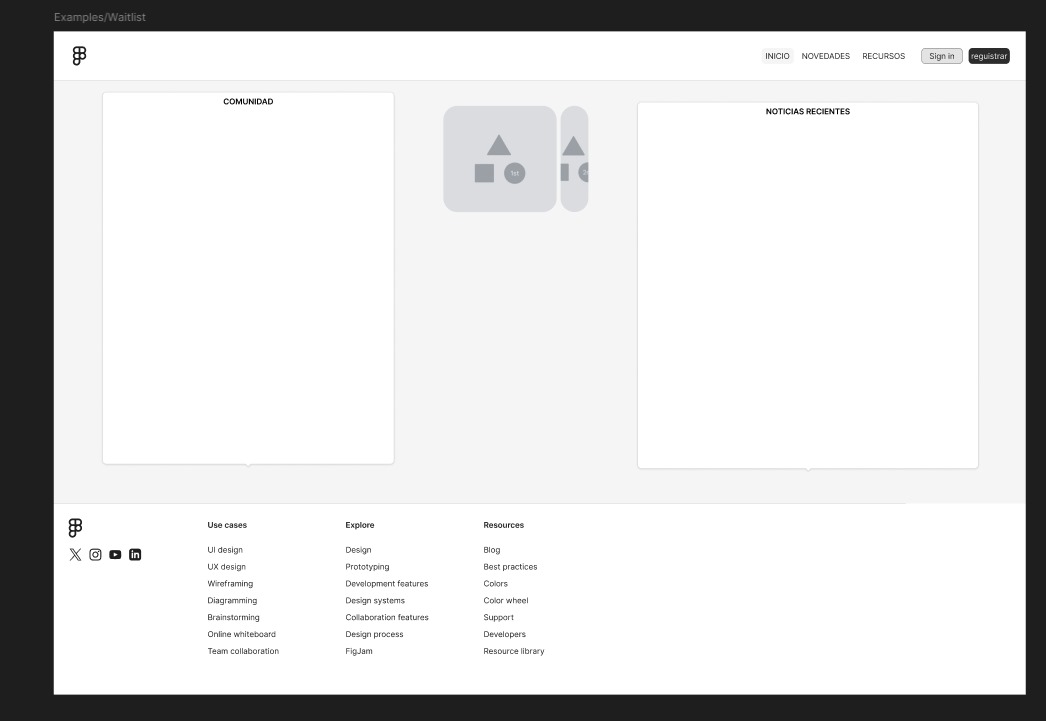 Examples/Waitlist
INICIO
NOVEDADES
RECURSOS
Sign in
reguistrar
COMUNIDAD
1st
NOTICIAS RECIENTES
Use cases
UI design
UX design
Wireframing
Diagramming
Brainstorming
Online whiteboard
Team collaboration
Explore
Design
Prototyping
Development features
Design systems
Collaboration features
Design process
FigJam
Resources
Blog
Best practices
Colors
Color wheel
Support
Developers
Resource library